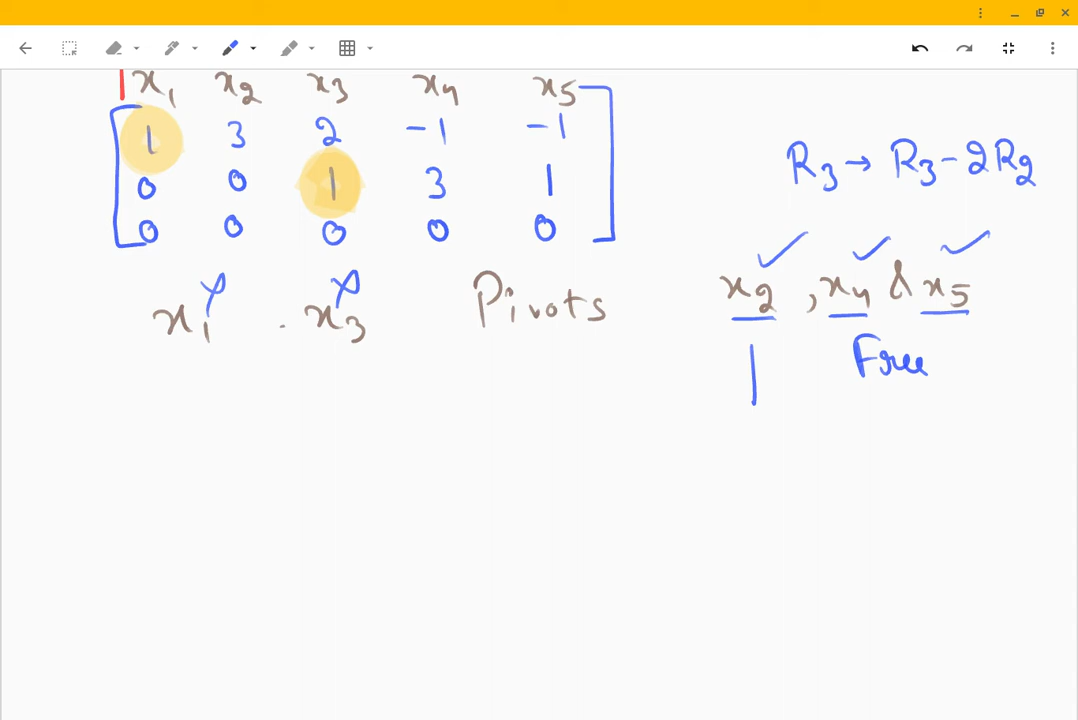 x₁ x₂ x₃ x₄ x₅
1 3 2 -1 -1
0 0 1 3 1
0 0 0 0 0
R₃ → R₃ - 2R₂
x₁ . x₃ Pivots
x₂ , x₄ & x₅
Free